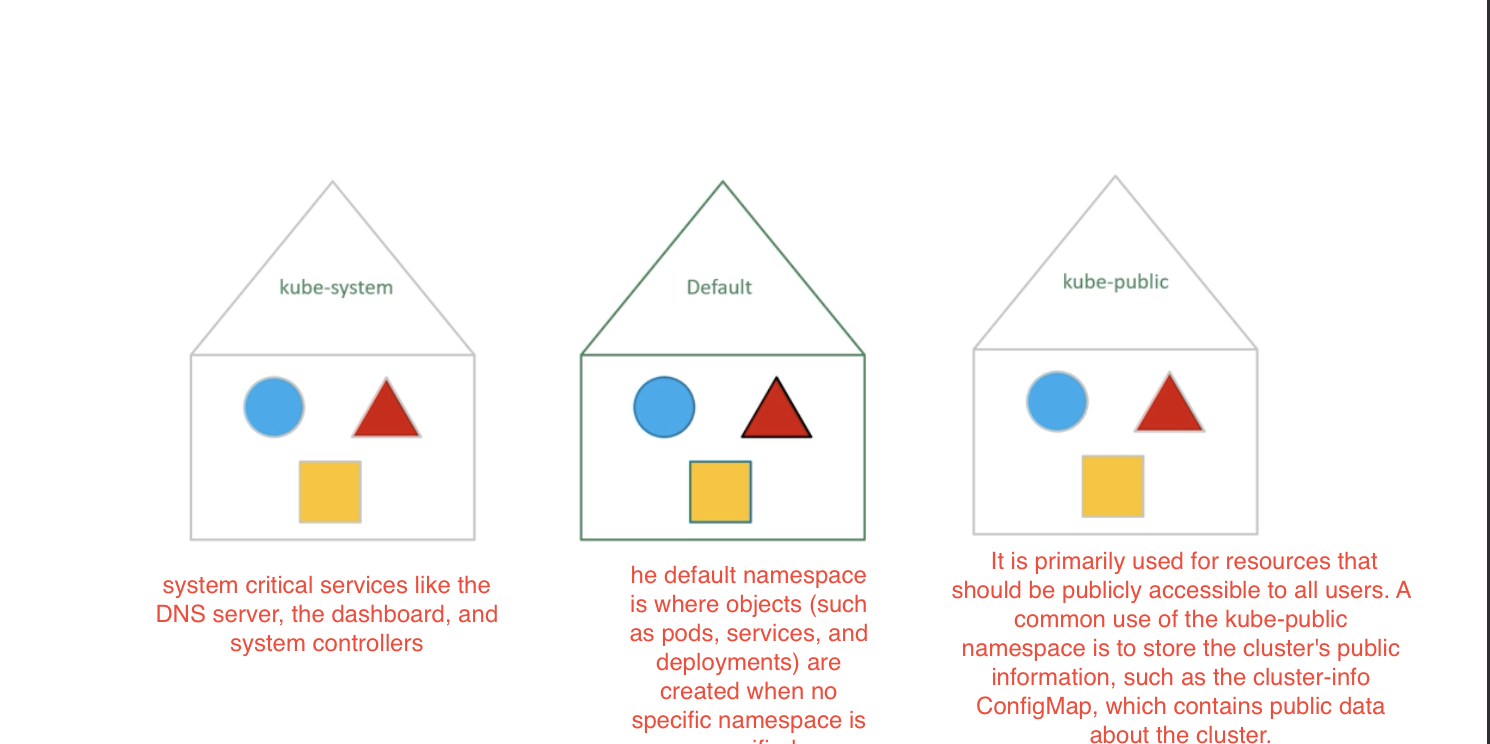 kube-system
Default
kube-public
system critical services like the
DNS server, the dashboard, and
system controllers
he default namespace
is where objects (such
as pods, services, and
deployments) are
created when no
specific namespace is
It is primarily used for resources that
should be publicly accessible to all users. A
common use of the kube-public
namespace is to store the cluster's public
information, such as the cluster-info
ConfigMap, which contains public data
about the cluster.